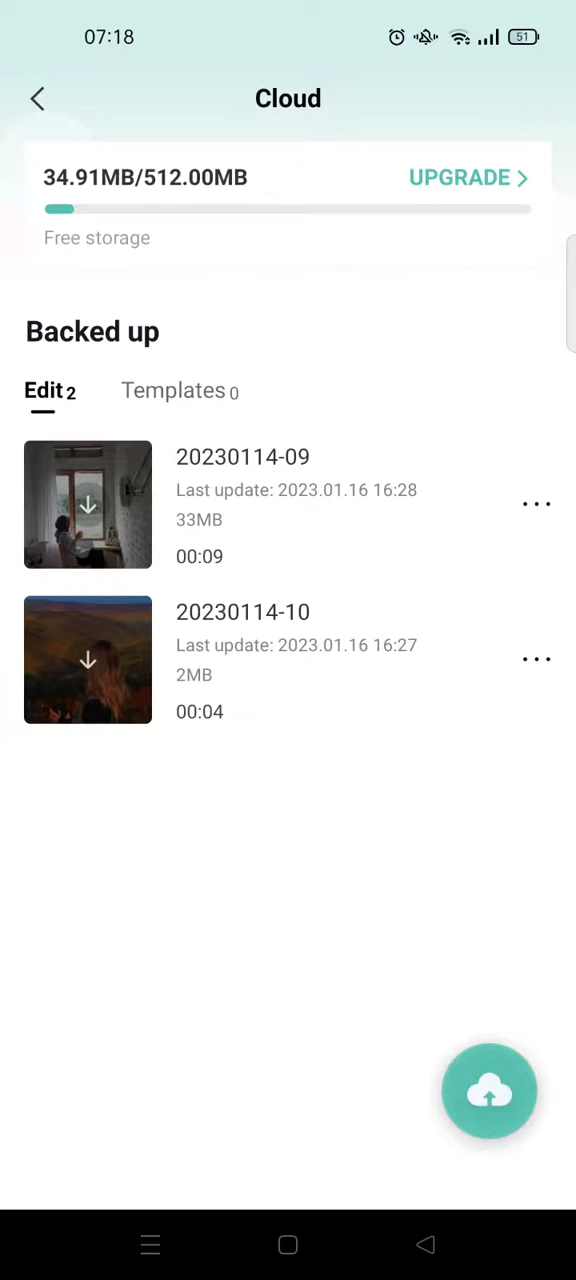 07:18
51
Cloud
34.91MB/512.00MB
UPGRADE
Free storage
Backed up
Edit 2
Templates 0
20230114-09
Last update: 2023.01.16 16:28
33MB
00:09
20230114-10
Last update: 2023.01.16 16:27
2MB
00:04